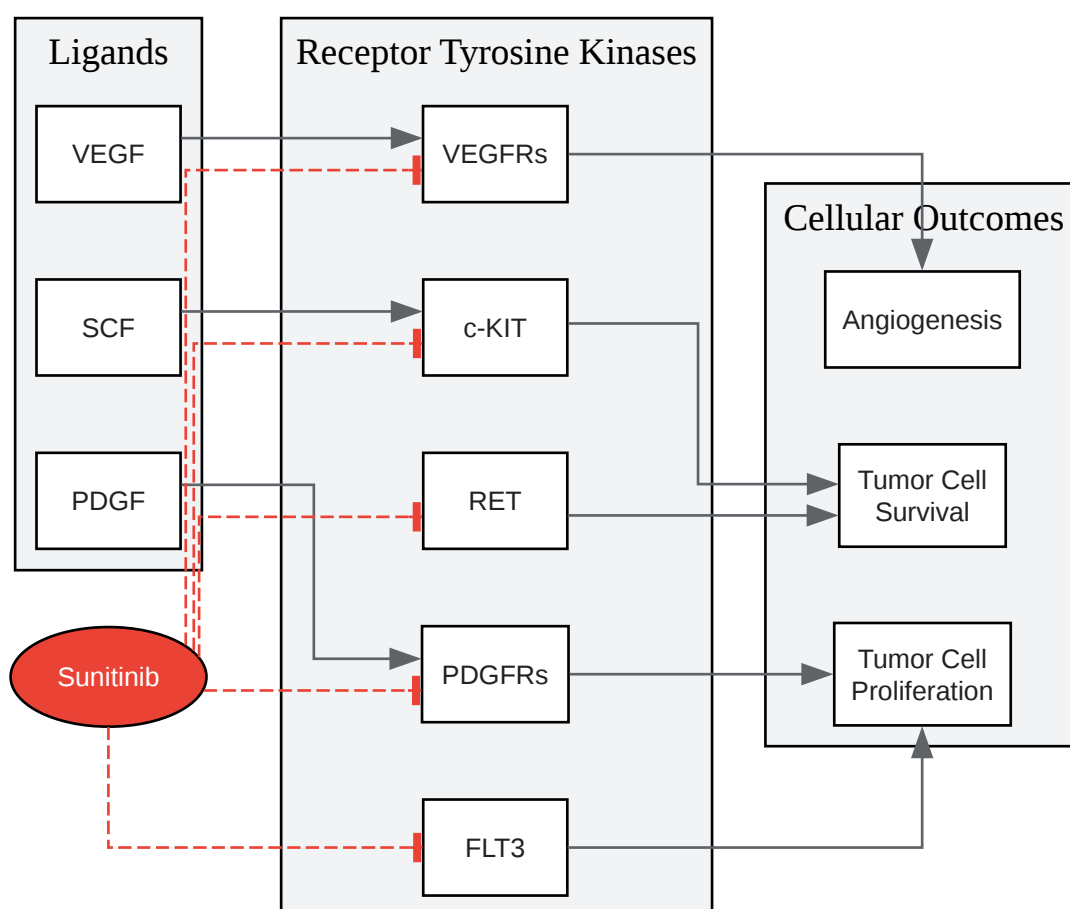 Ligands
VEGF
SCF
PDGF
Sunitinib
Receptor Tyrosine Kinases
VEGFRs
c-KIT
RET
PDGFRs
FLT3
Cellular Outcomes
Angiogenesis
Tumor Cell
Survival
Tumor Cell
Proliferation